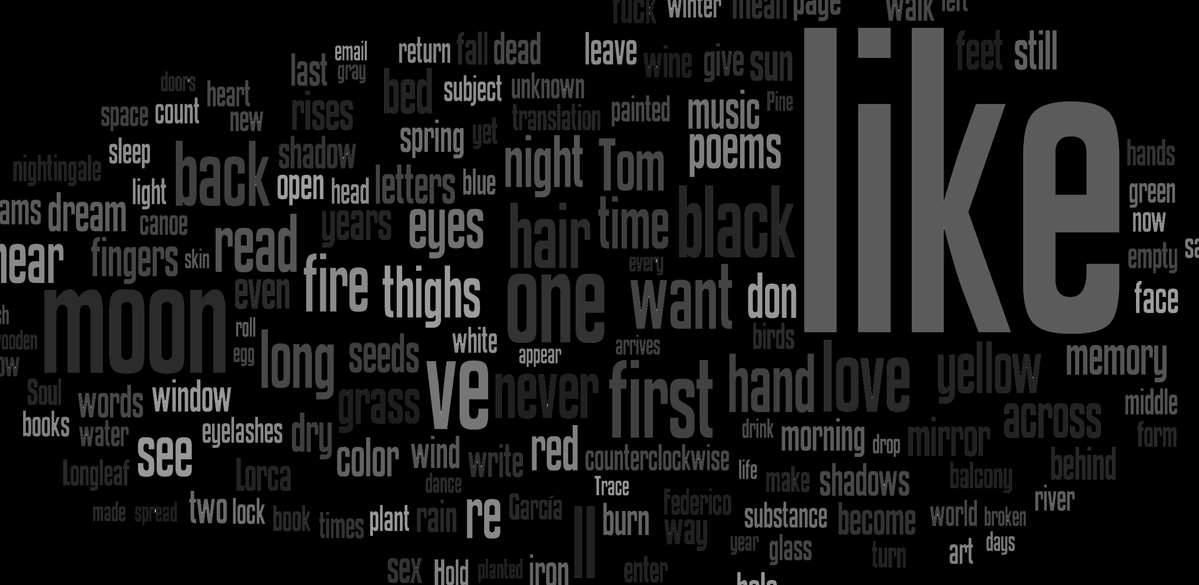 fuck winter mean page walk left
email return fall dead leave wine give sun feet still
last gray
doors heart bed subject unknown
space count new rises translation painted music Pine
spring yet poems like
nightingale sleep back shadow night Tom hands
light open head letters blue green
dream canoe years eyes hair time black now
fingers skin read every empty
fire thighs one want don face
moon even
roll white appear arrives birds
egg long seeds memory
Soul words window grass ve never first hand love yellow middle
books water eyelashes dry drink morning drop mirror across form
see color wind write red counterclockwise life
Longleaf Lorca dance make shadows balcony behind
Trace
made spread two lock book times plant rain re García ll burn Federico way substance become world broken river
year glass turn art days
sex Hold planted iron enter